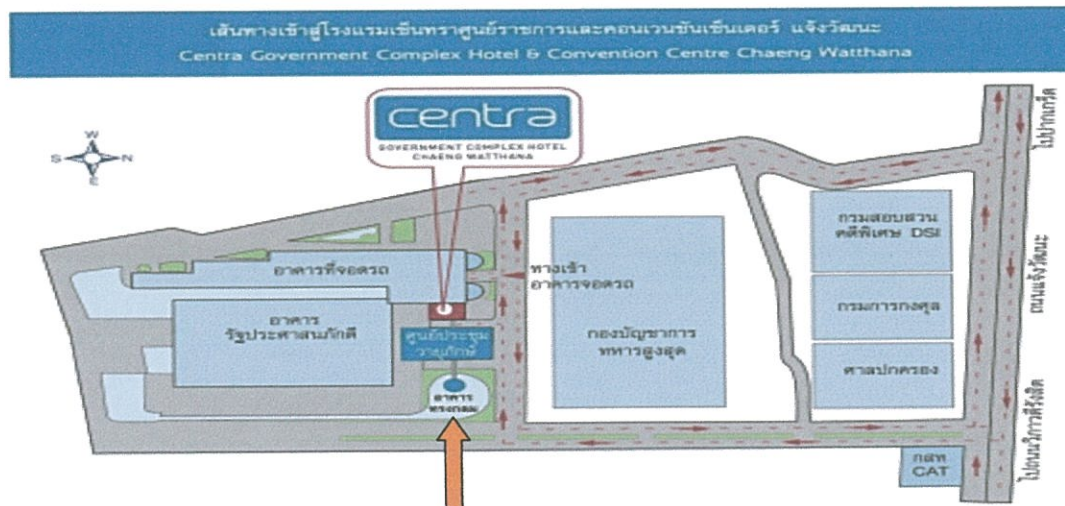 เส้นทางเข้าสู่โรงแรมเซ็นทราศูนย์ราชการและคอนเวนชันเซ็นเตอร์ แจ้งวัฒนะ
Centra Government Complex Hotel & Convention Centre Chaeng Watthana
centra
GOVERNMENT COMPLEX HOTEL
CHAENG WATTHANA
W
S
N
E
ไปปากเกร็ด
กรมสอบสวน
คดีพิเศษ DSI
อาคารที่จอดรถ
ทางเข้า
อาคารจอดรถ
ถนนแจ้งวัฒนะ
กรมการกงศุล
อาคาร
รัฐประศาสนภักดี
กองบัญชาการ
ทหารสูงสุด
ศูนย์ประชุม
วายุภักษ์
ศาลปกครอง
อาคาร
ทรงกลม
กสท
CAT
ไปถนนวิภาวดีรังสิต